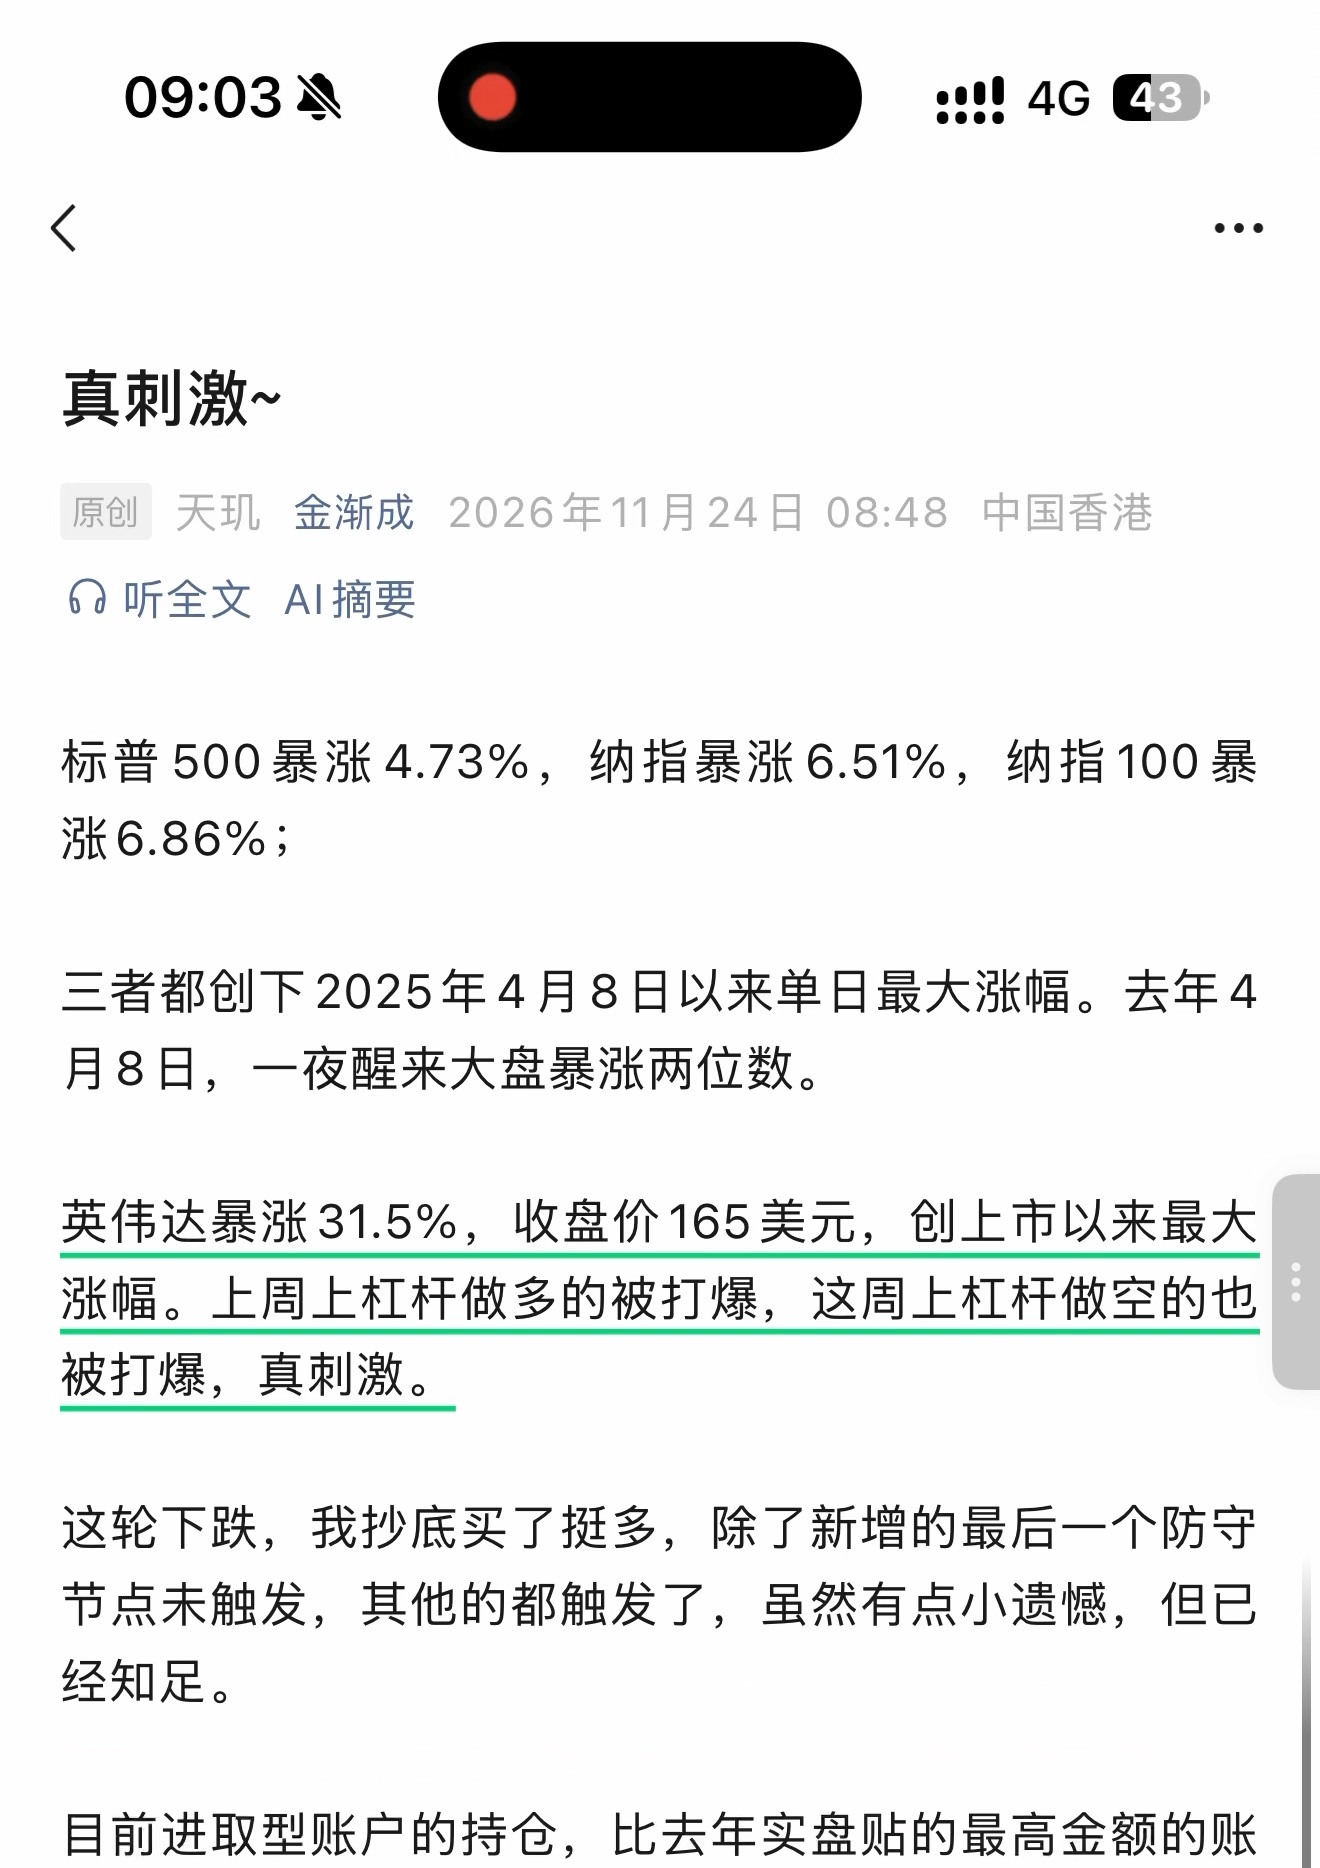 09:03 4G 43
真刺激~
原创 天玑 金渐成 2026年11月24日 08:48 中国香港
听全文 AI摘要
标普500暴涨4.73%，纳指暴涨6.51%，纳指100暴
涨6.86%；
三者都创下2025年4月8日以来单日最大涨幅。去年4
月8日，一夜醒来大盘暴涨两位数。
英伟达暴涨31.5%，收盘价165美元，创上市以来最大
涨幅。上周上杠杆做多的被打爆，这周上杠杆做空的也
被打爆，真刺激。
这轮下跌，我抄底买了挺多，除了新增的最后一个防守
节点未触发，其他的都触发了，虽然有点小遗憾，但已
经知足。
目前进取型账户的持仓，比去年实盘贴的最高金额的账